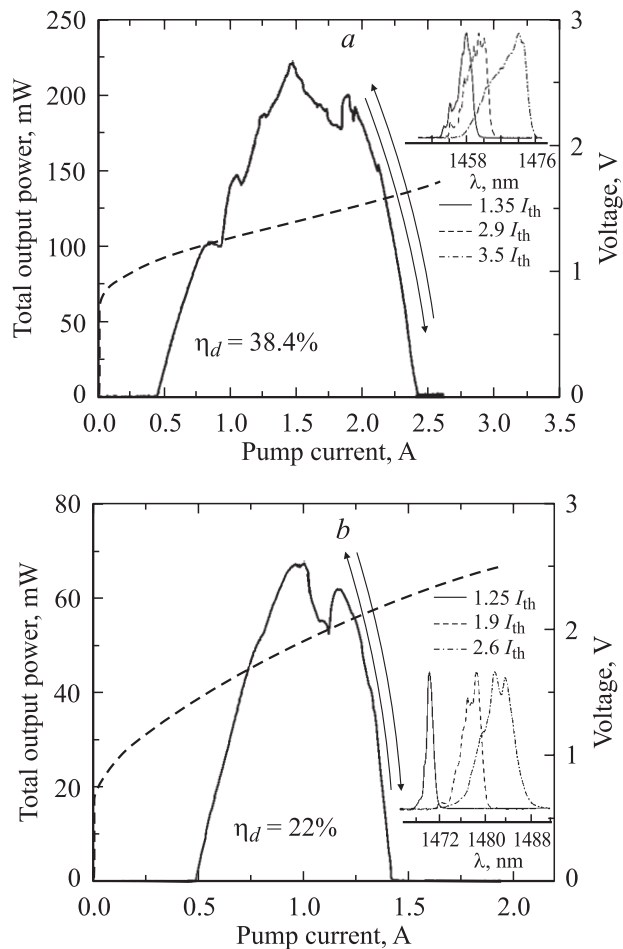 a
250
200
150
100
50
0
Total output power, mW
3
2
1
0
Voltage, V
1458 1476
λ, nm
1.35 I_th
2.9 I_th
3.5 I_th
η_d = 38.4%
0.0 0.5 1.0 1.5 2.0 2.5 3.0 3.5
Pump current, A
b
80
60
40
20
0
Total output power, mW
3
2
1
0
Voltage, V
1.25 I_th
1.9 I_th
2.6 I_th
1472 1480 1488
λ, nm
η_d = 22%
0.0 0.5 1.0 1.5 2.0
Pump current, A